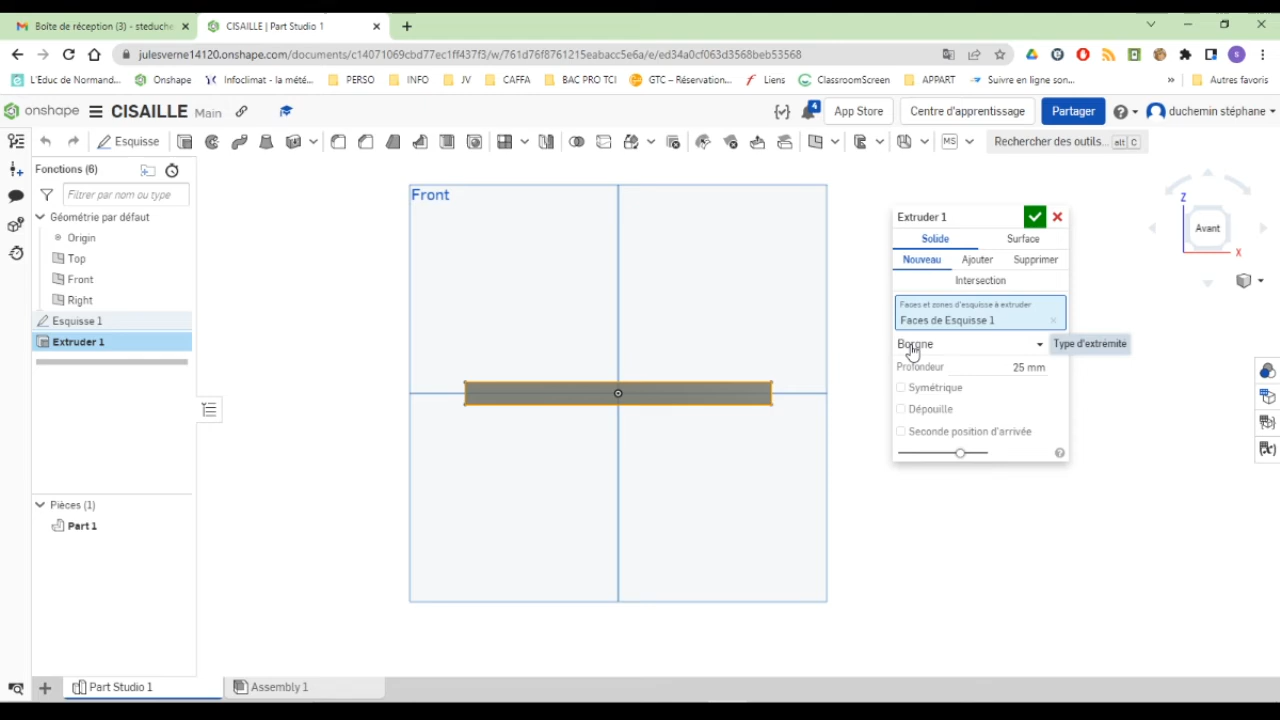 Boîte de réception (3) - steduche
CISAILLE | Part Studio 1
julesverne14120.onshape.com/documents/c14071069cbd77ec1ff437f3/w/761d76f8761215eabacc5e6a/e/ed34a0cf063d3568beb53568
S
L'Educ de Normand...
Onshape
Infoclimat - la mété...
PERSO
INFO
JV
CAFFA
BAC PRO TCI
GTC – Réservation...
Liens
ClassroomScreen
APPART
Suivre en ligne son...
»
Autres favoris
onshape
CISAILLE
Main
4
App Store
Centre d'apprentissage
Partager
duchemin stéphane
Esquisse
MS
Rechercher des outils...
alt C
Fonctions (6)
Filtrer par nom ou type
Géométrie par défaut
Origin
Top
Front
Right
Esquisse 1
Extruder 1
Pièces (1)
Part 1
Front
Extruder 1
Solide
Surface
Nouveau
Ajouter
Supprimer
Intersection
Faces et zones d'esquisse à extruder
Faces de Esquisse 1
Borgne
Type d'extrémité
Profondeur
25 mm
Symétrique
Dépouille
Seconde position d'arrivée
Z
Avant
X
Part Studio 1
Assembly 1